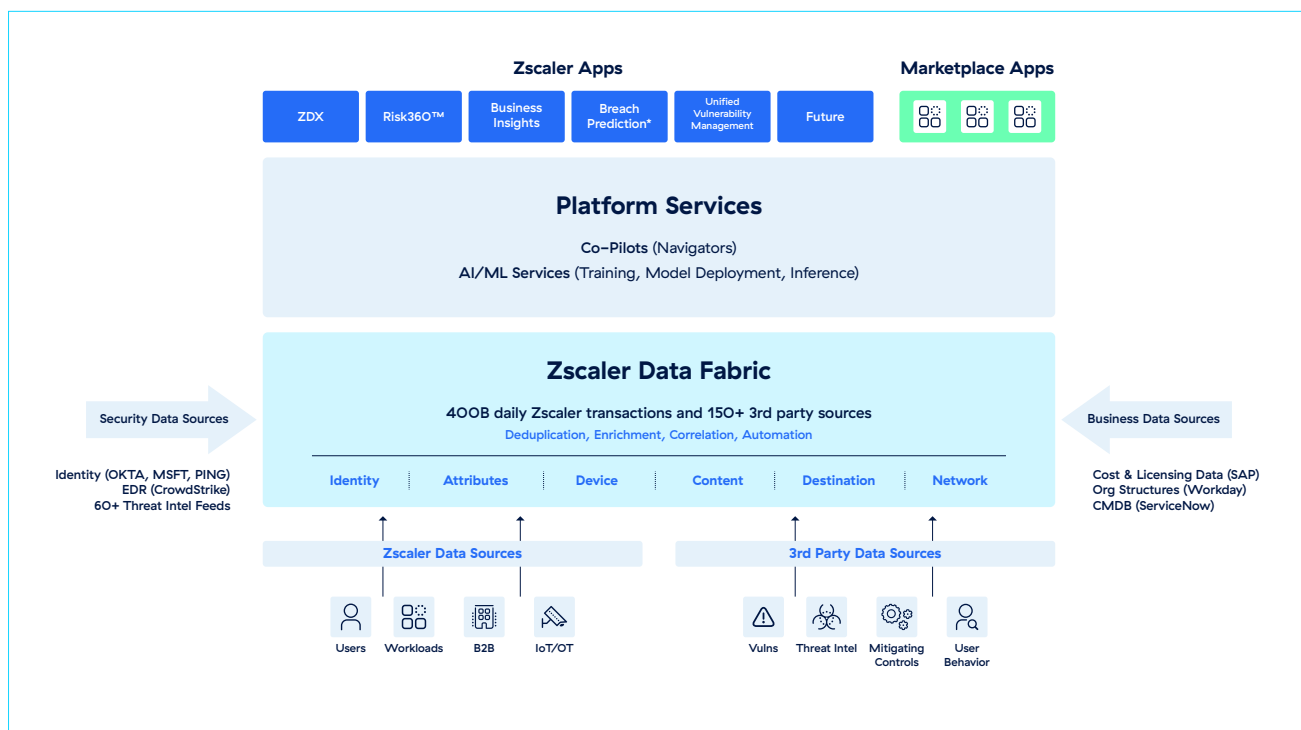 Zscaler Apps
Marketplace Apps
ZDX
Risk360™
Business
Insights
Breach
Prediction*
Unified
Vulnerability
Management
Future
Platform Services
Co-Pilots (Navigators)
AI/ML Services (Training, Model Deployment, Inference)
Zscaler Data Fabric
400B daily Zscaler transactions and 150+ 3rd party sources
Deduplication, Enrichment, Correlation, Automation
Identity
Attributes
Device
Content
Destination
Network
Security Data Sources
Identity (OKTA, MSFT, PING)
EDR (CrowdStrike)
60+ Threat Intel Feeds
Business Data Sources
Cost & Licensing Data (SAP)
Org Structures (Workday)
CMDB (ServiceNow)
Zscaler Data Sources
3rd Party Data Sources
Users
Workloads
B2B
IoT/OT
Vulns
Threat Intel
Mitigating
Controls
User
Behavior